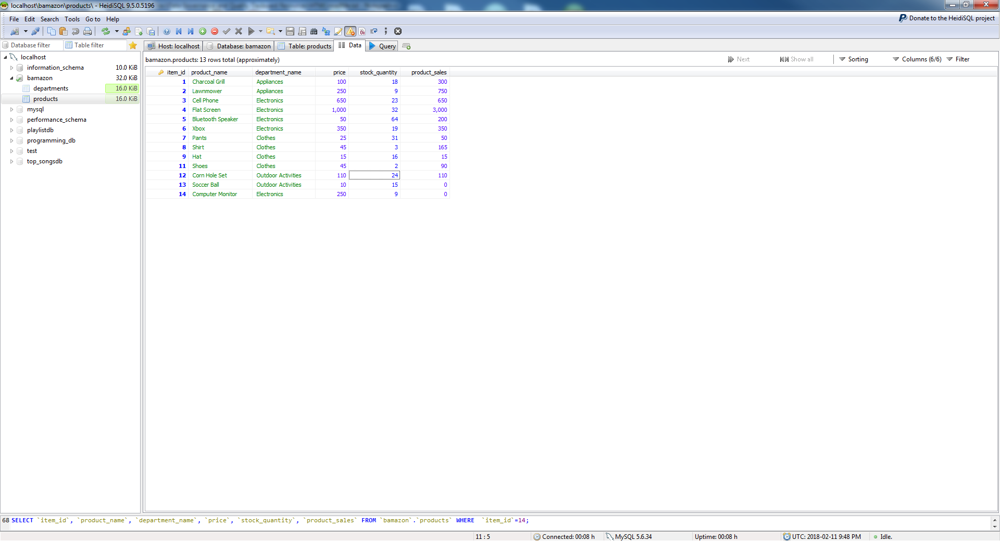 localhost\bamazon\products\ - HeidiSQL 9.5.0.5196
File Edit Search Tools Go to Help
Donate to the HeidiSQL project
Database filter Table filter
Host: localhost Database: bamazon Table: products Data Query
localhost
information_schema 10.0 KiB
bamazon 32.0 KiB
departments 16.0 KiB
products 16.0 KiB
mysql
performance_schema
playlistdb
programming_db
test
top_songsdb
bamazon.products: 13 rows total (approximately)
Next Show all Sorting Columns (6/6) Filter
item_id product_name department_name price stock_quantity product_sales
1 Charcoal Grill Appliances 100 18 300
2 Lawnmower Appliances 250 9 750
3 Cell Phone Electronics 650 23 650
4 Flat Screen Electronics 1,000 32 3,000
5 Bluetooth Speaker Electronics 50 64 200
6 Xbox Electronics 350 19 350
7 Pants Clothes 25 31 50
8 Shirt Clothes 45 3 165
9 Hat Clothes 15 16 15
11 Shoes Clothes 45 2 90
12 Corn Hole Set Outdoor Activities 110 24 110
13 Soccer Ball Outdoor Activities 10 15 0
14 Computer Monitor Electronics 250 9 0
68 SELECT `item_id`, `product_name`, `department_name`, `price`, `stock_quantity`, `product_sales` FROM `bamazon`.`products` WHERE  `item_id`=14;
11 : 5 Connected: 00:08 h MySQL 5.6.34 Uptime: 00:08 h UTC: 2018-02-11 9:48 PM Idle.